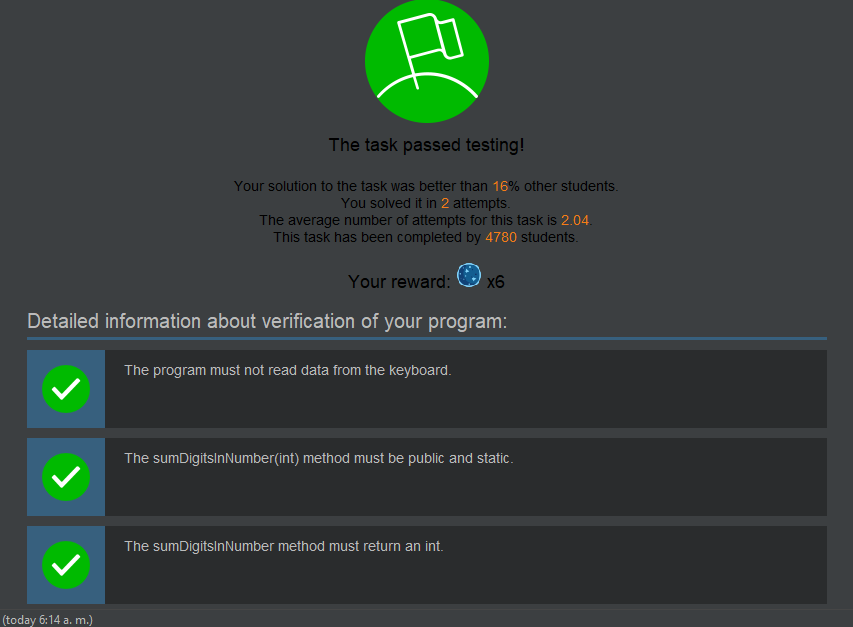 The task passed testing!
Your solution to the task was better than 16% other students.
You solved it in 2 attempts.
The average number of attempts for this task is 2.04.
This task has been completed by 4780 students.
Your reward: x6
Detailed information about verification of your program:
The program must not read data from the keyboard.
The sumDigitsInNumber(int) method must be public and static.
The sumDigitsInNumber method must return an int.
(today 6:14 a. m.)